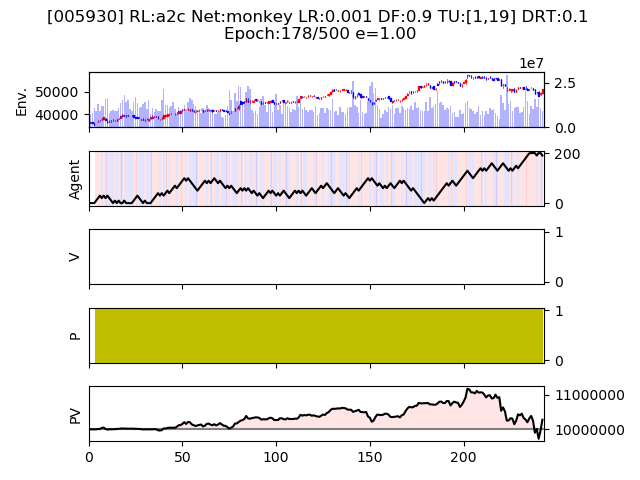 [005930] RL:a2c Net:monkey LR:0.001 DF:0.9 TU:[1,19] DRT:0.1
Epoch:178/500 e=1.00
1e7
Env.
50000
40000
2.5
0.0
Agent
200
0
V
1
0
P
1
0
PV
11000000
10000000
0 50 100 150 200